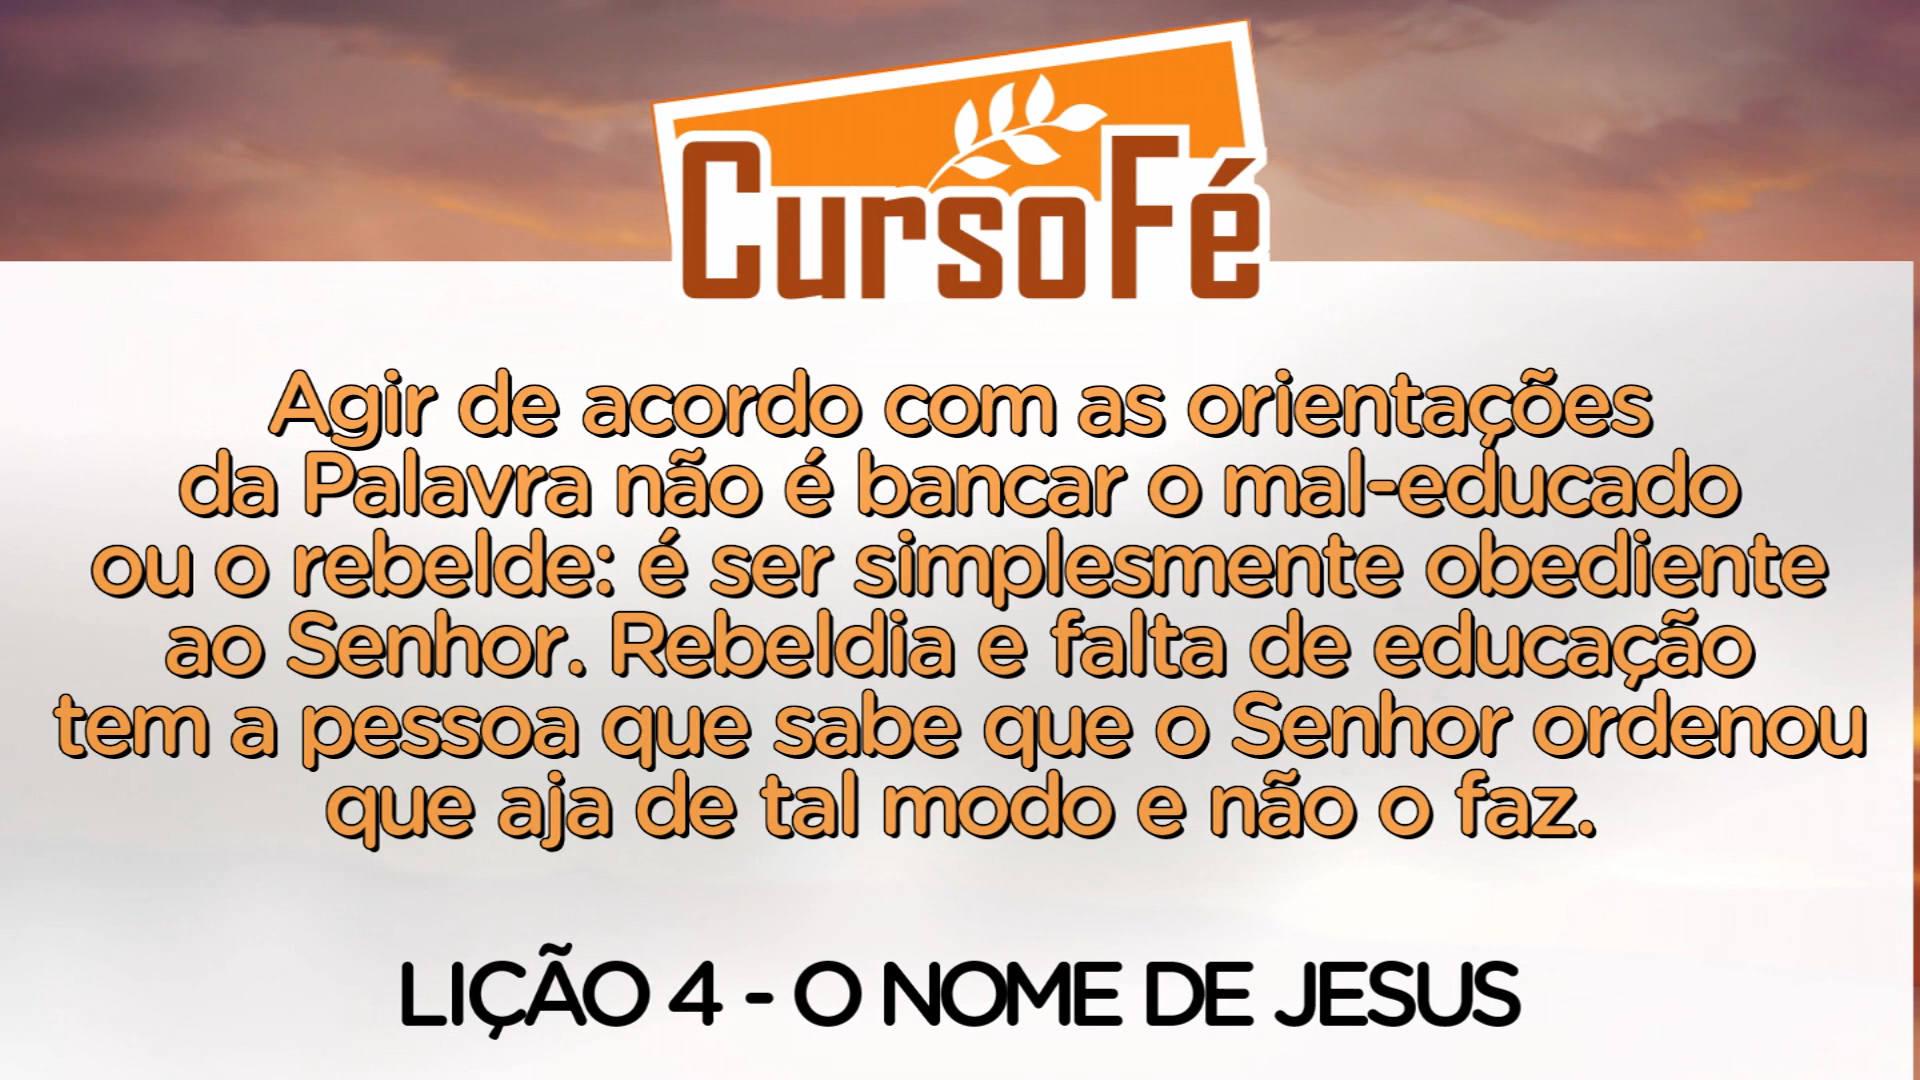 CursoFé
Agir de acordo com as orientações
da Palavra não é bancar o mal-educado
ou o rebelde: é ser simplesmente obediente
ao Senhor. Rebeldia e falta de educação
tem a pessoa que sabe que o Senhor ordenou
que aja de tal modo e não o faz.
LIÇÃO 4 - O NOME DE JESUS